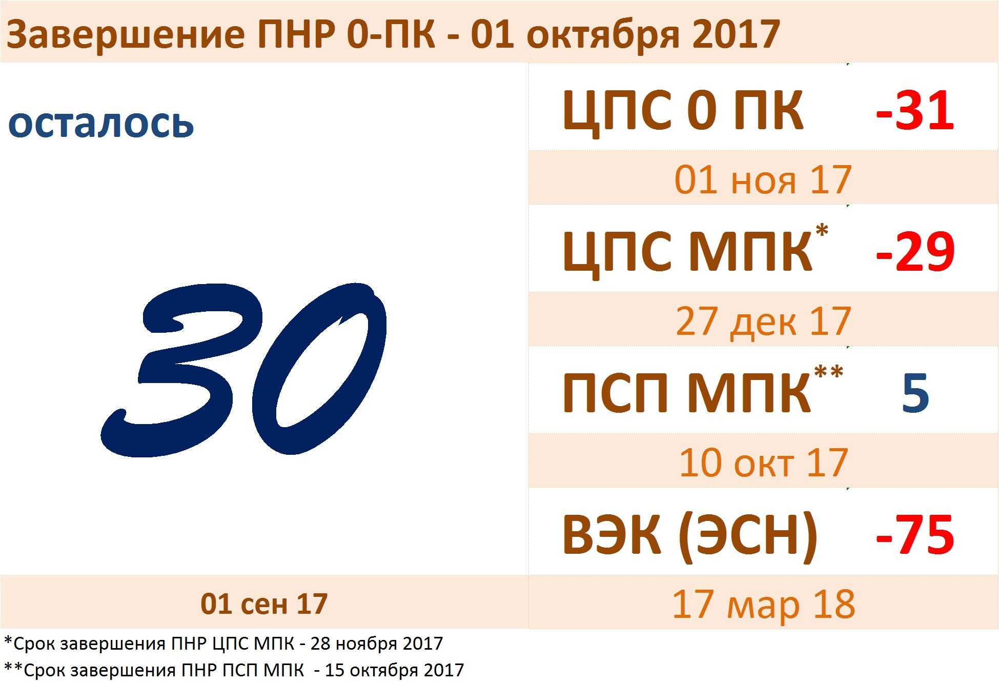 Завершение ПНР 0-ПК - 01 октября 2017
осталось
30
01 сен 17
ЦПС 0 ПК -31
01 ноя 17
ЦПС МПК* -29
27 дек 17
ПСП МПК** 5
10 окт 17
ВЭК (ЭСН) -75
17 мар 18
*Срок завершения ПНР ЦПС МПК - 28 ноября 2017
**Срок завершения ПНР ПСП МПК - 15 октября 2017